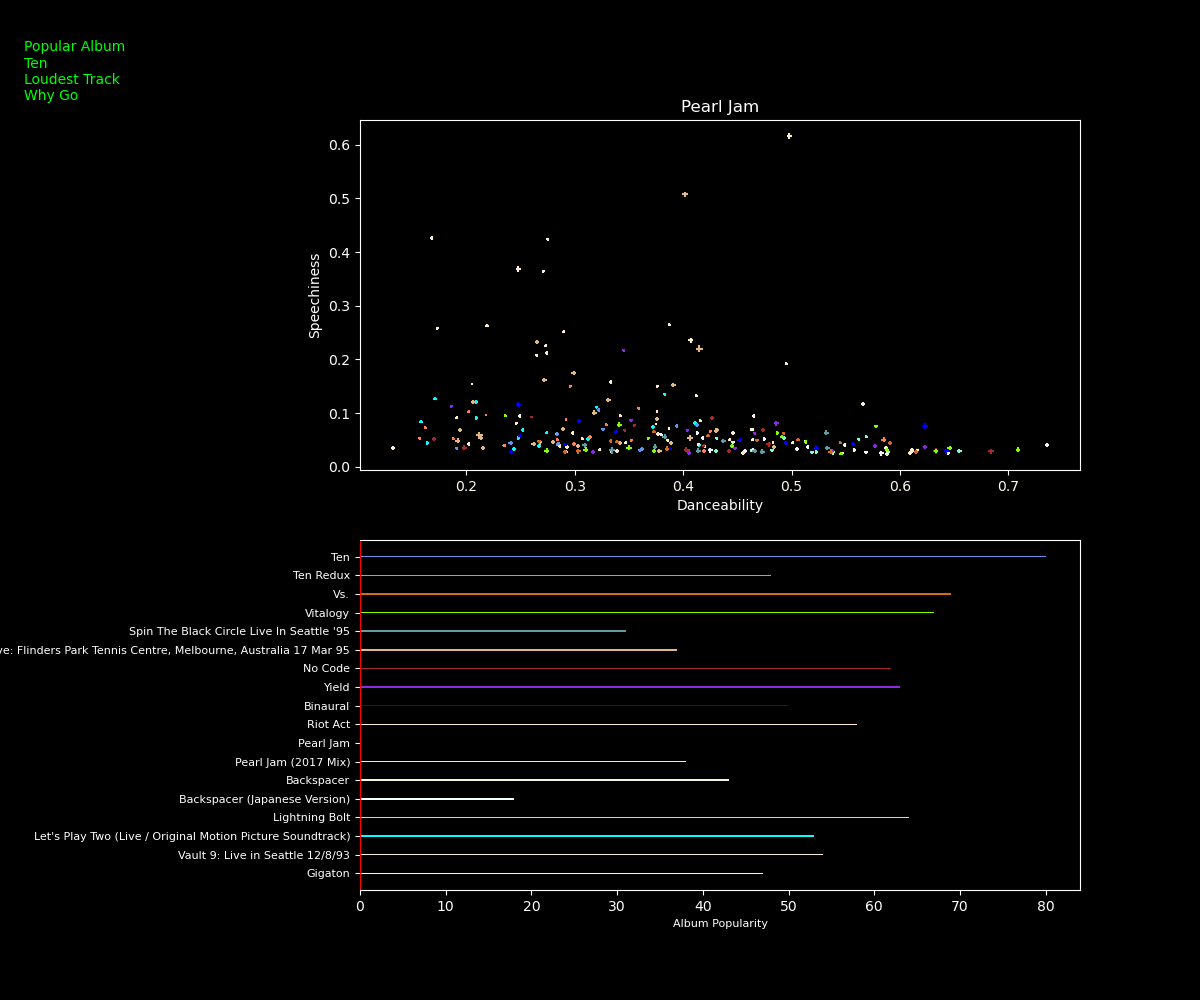 Popular Album
Ten
Loudest Track
Why Go
Pearl Jam
0.6
0.5
0.4
0.3
0.2
0.1
0.0
Speechiness
0.2 0.3 0.4 0.5 0.6 0.7
Danceability
Ten
Ten Redux
Vs.
Vitalogy
Spin The Black Circle Live In Seattle '95
ve: Flinders Park Tennis Centre, Melbourne, Australia 17 Mar 95
No Code
Yield
Binaural
Riot Act
Pearl Jam
Pearl Jam (2017 Mix)
Backspacer
Backspacer (Japanese Version)
Lightning Bolt
Let's Play Two (Live / Original Motion Picture Soundtrack)
Vault 9: Live in Seattle 12/8/93
Gigaton
0 10 20 30 40 50 60 70 80
Album Popularity